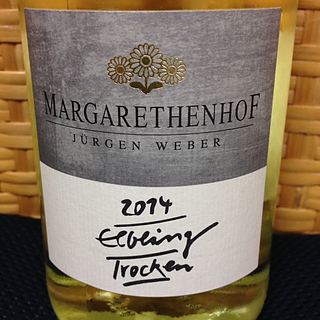 MARGARETHENHOF
JÜRGEN WEBER
2014
Elbling
Trocken